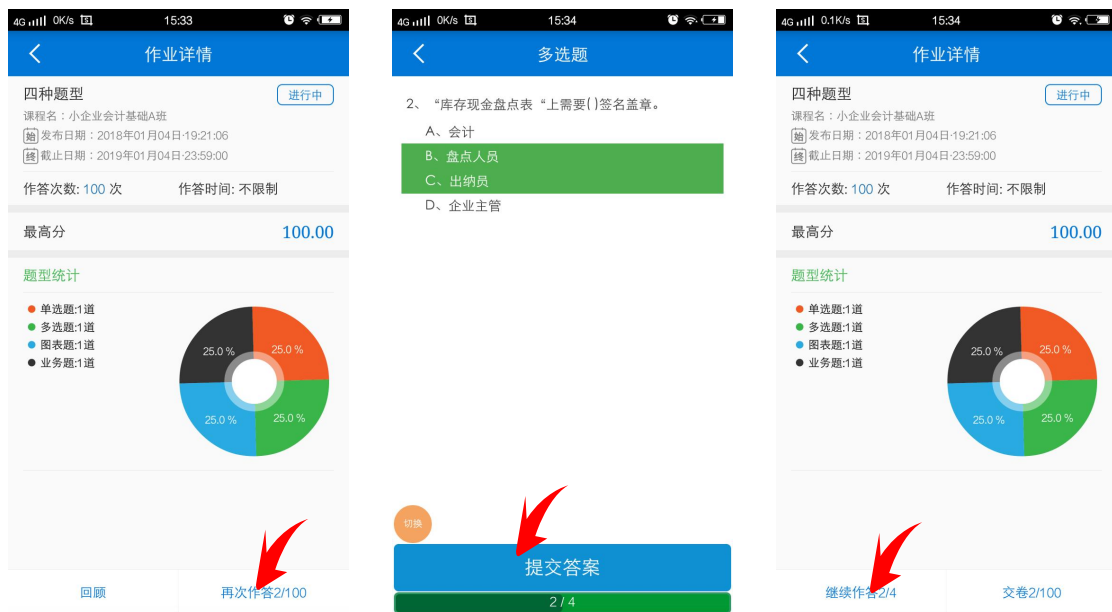 4G 0K/s 15:33
作业详情
四种题型
进行中
课程名：小企业会计基础A班
始 发布日期：2018年01月04日-19:21:06
终 截止日期：2019年01月04日-23:59:00
作答次数: 100 次 作答时间: 不限制
最高分 100.00
题型统计
单选题:1道
多选题:1道
图表题:1道
业务题:1道
25.0 % 25.0 %
25.0 % 25.0 %
回顾 再次作答2/100
4G 0K/s 15:34
多选题
2、 “库存现金盘点表 “上需要( )签名盖章。
A、会计
B、盘点人员
C、出纳员
D、企业主管
切换
提交答案
2 / 4
4G 0.1K/s 15:34
作业详情
四种题型
进行中
课程名：小企业会计基础A班
始 发布日期：2018年01月04日-19:21:06
终 截止日期：2019年01月04日-23:59:00
作答次数: 100 次 作答时间: 不限制
最高分 100.00
题型统计
单选题:1道
多选题:1道
图表题:1道
业务题:1道
25.0 % 25.0 %
25.0 % 25.0 %
继续作答2/4 交卷2/100